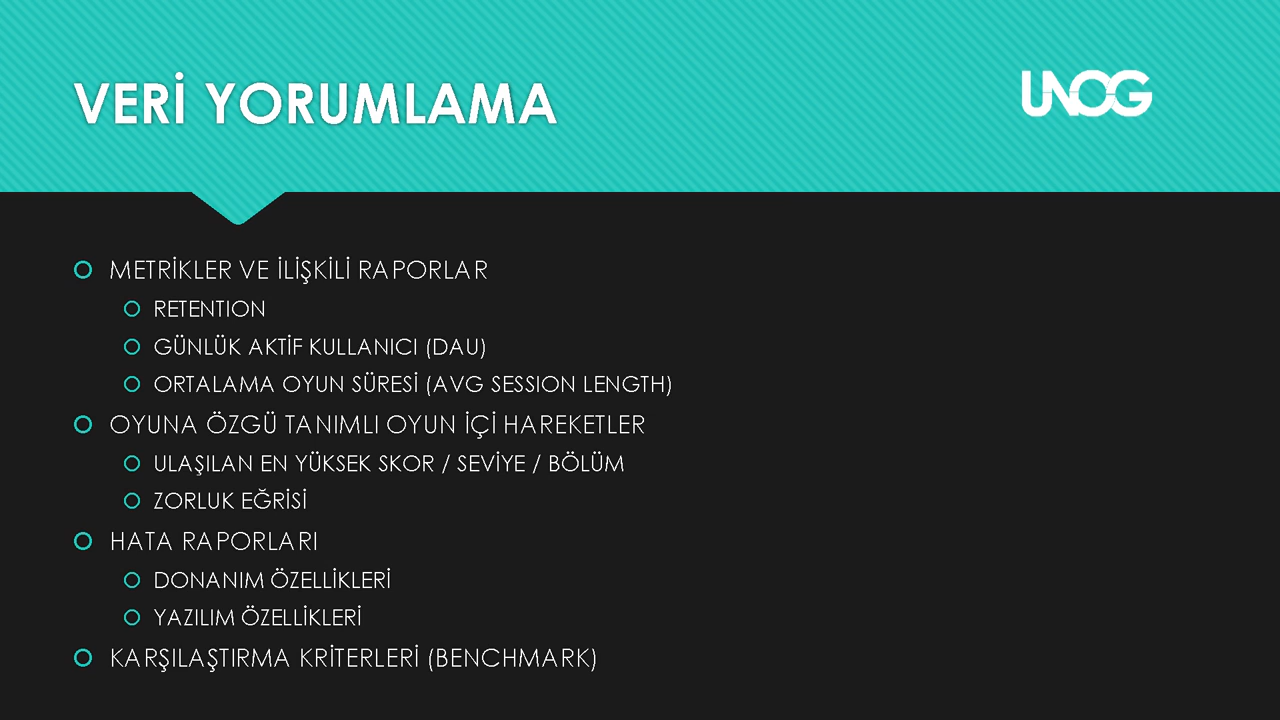 VERİ YORUMLAMA
UNOG
METRİKLER VE İLİŞKİLİ RAPORLAR
RETENTION
GÜNLÜK AKTİF KULLANICI (DAU)
ORTALAMA OYUN SÜRESİ (AVG SESSION LENGTH)
OYUNA ÖZGÜ TANIMLI OYUN İÇİ HAREKETLER
ULAŞILAN EN YÜKSEK SKOR / SEVİYE / BÖLÜM
ZORLUK EĞRİSİ
HATA RAPORLARI
DONANIM ÖZELLİKLERİ
YAZILIM ÖZELLİKLERİ
KARŞILAŞTIRMA KRİTERLERİ (BENCHMARK)